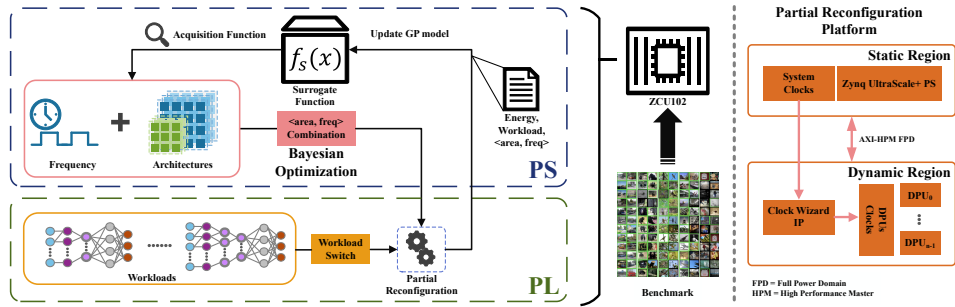 Acquisition Function
Update GP model
f_S(x)
Surrogate
Function
Frequency
Architectures
<area, freq>
Combination
Bayesian
Optimization
Energy,
Workload,
<area, freq>
PS
Workloads
Workload
Switch
Partial
Reconfiguration
PL
ZCU102
Benchmark
Partial Reconfiguration
Platform
Static Region
System
Clocks
Zynq UltraScale+ PS
AXI-HPM FPD
Dynamic Region
Clock Wizard
IP
DPU's
Clocks
DPU0
DPUn-1
FPD = Full Power Domain
HPM = High Performance Master